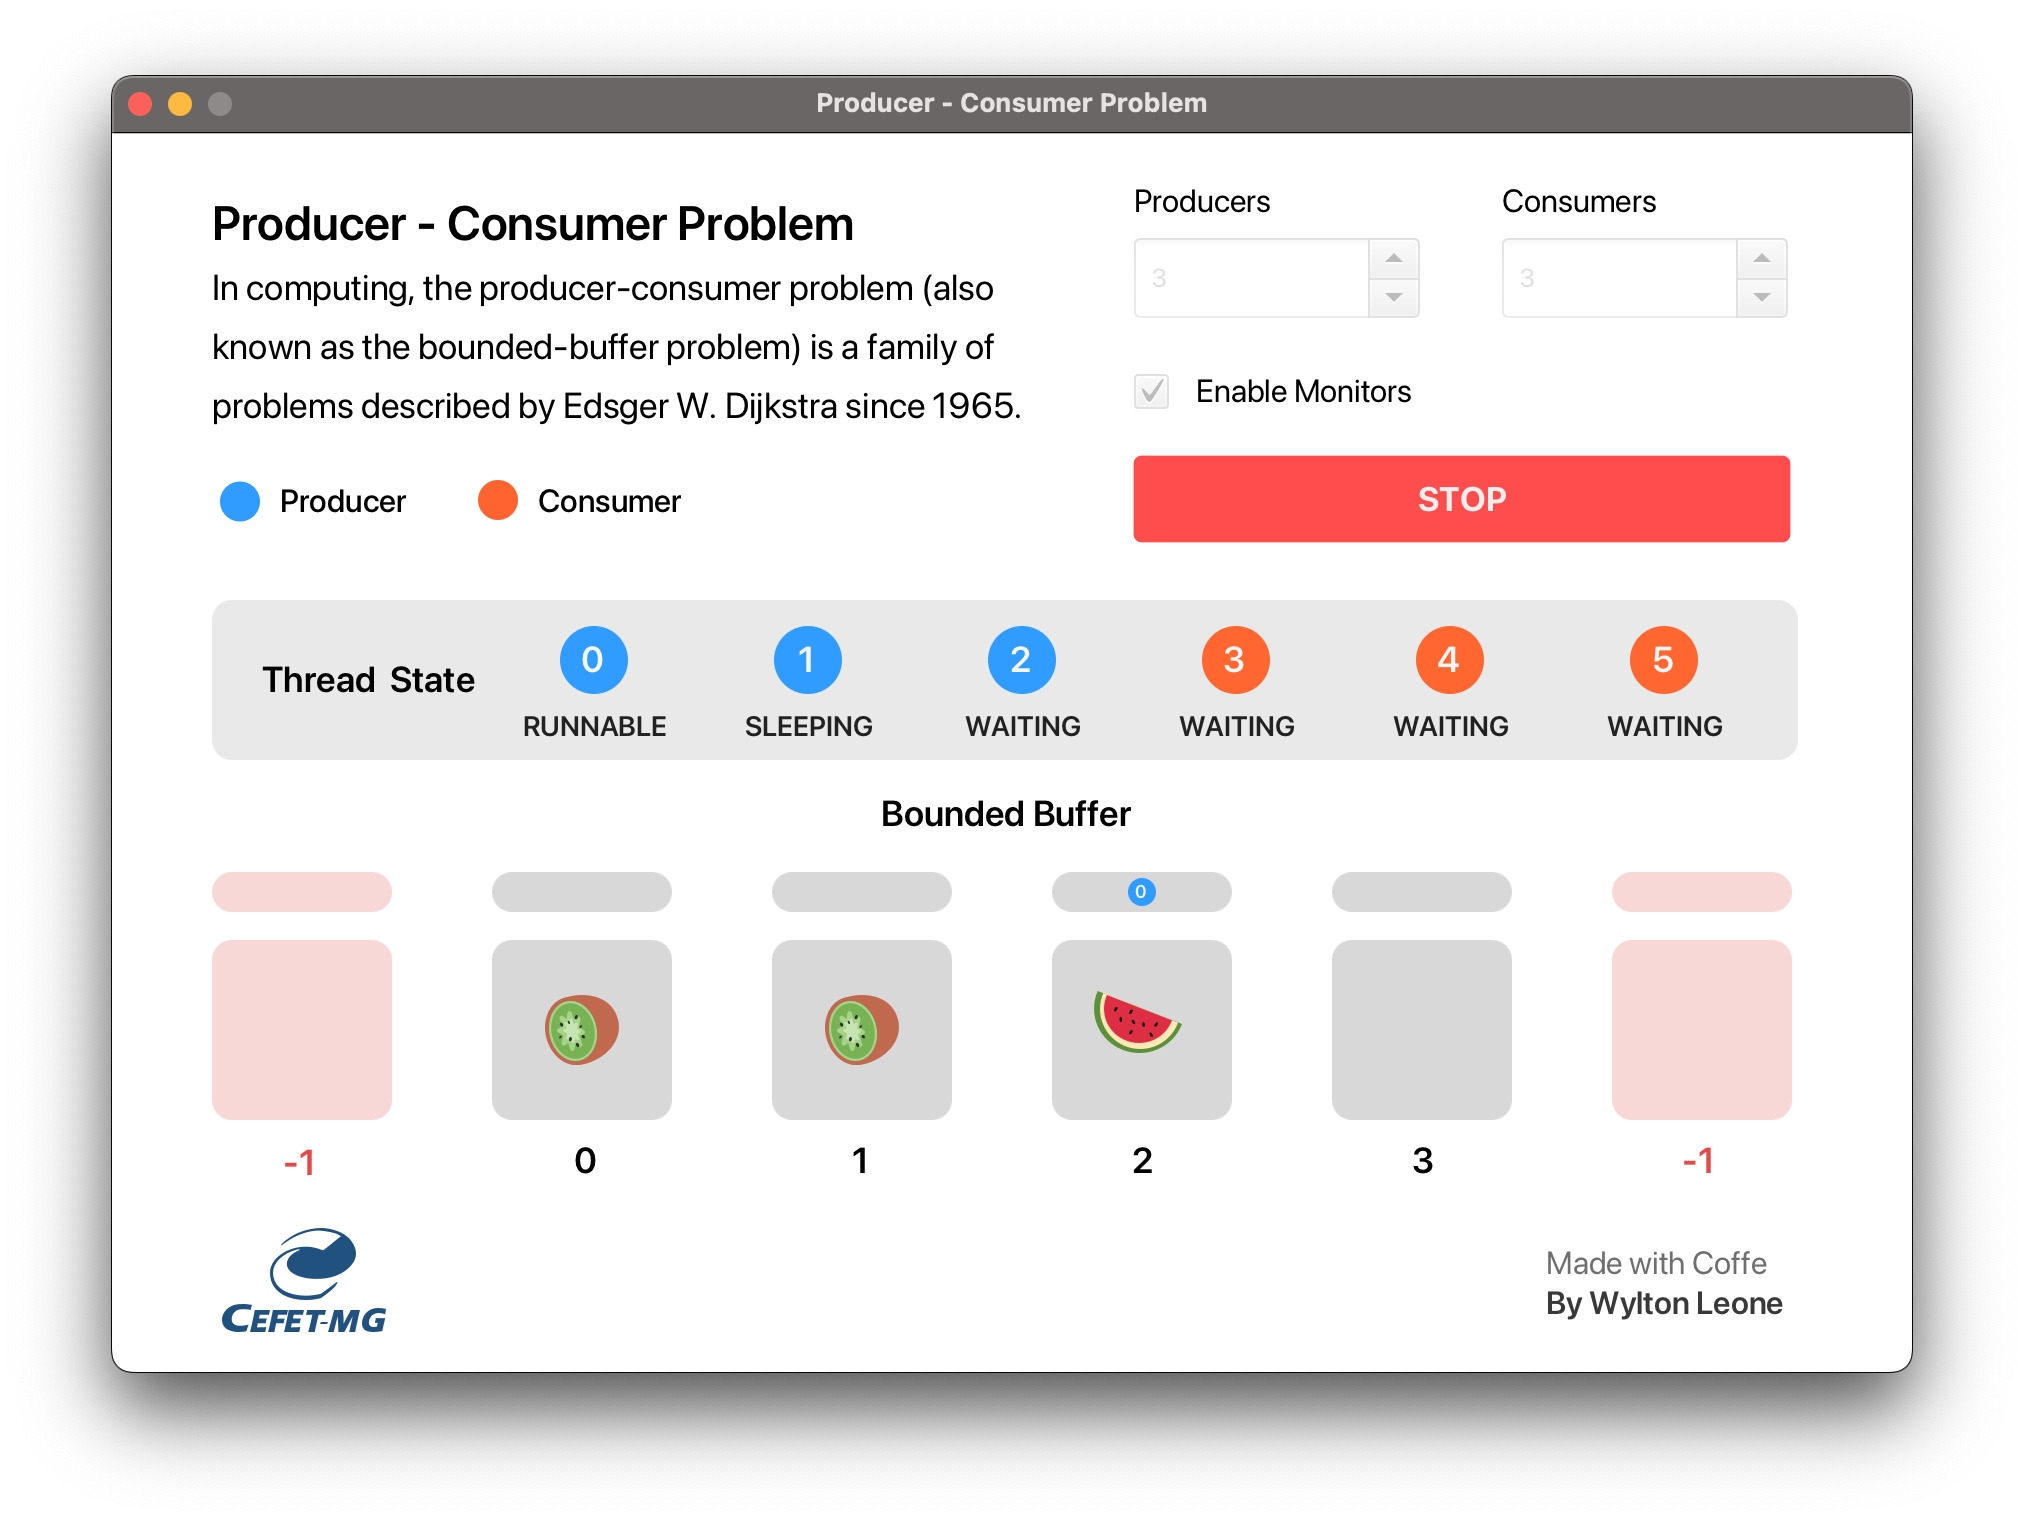 Producer - Consumer Problem
Producer - Consumer Problem
In computing, the producer-consumer problem (also
known as the bounded-buffer problem) is a family of
problems described by Edsger W. Dijkstra since 1965.
Producer Consumer
Producers Consumers
3 3
Enable Monitors
STOP
Thread State
0 1 2 3 4 5
RUNNABLE SLEEPING WAITING WAITING WAITING WAITING
Bounded Buffer
0
-1 0 1 2 3 -1
CEFET-MG
Made with Coffe
By Wylton Leone